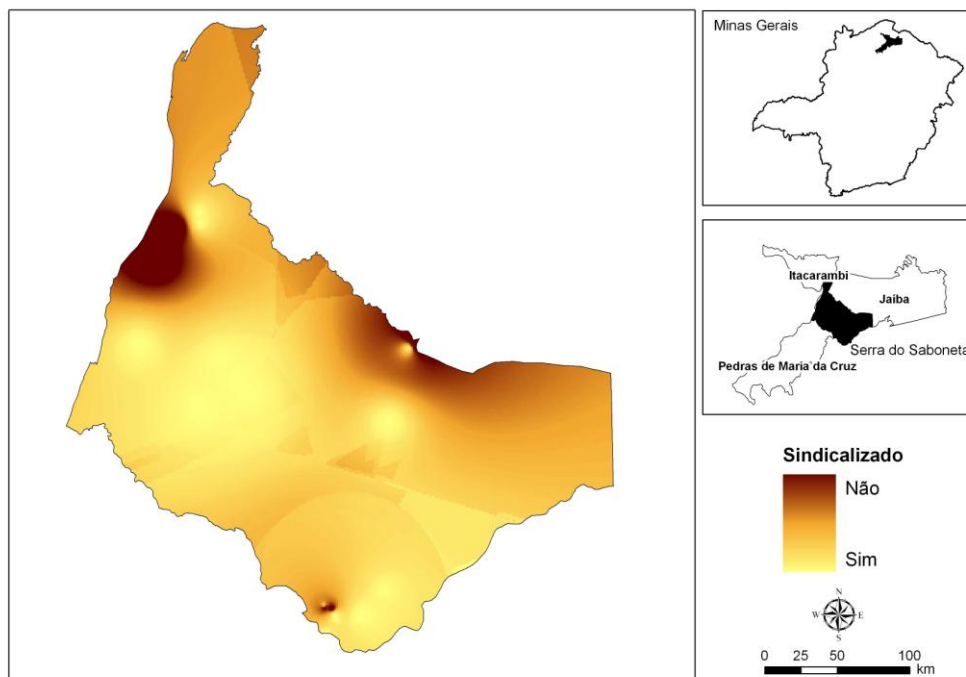 Minas Gerais
Itacarambi
Jaíba
Serra do Saboneta
Pedras de Maria da Cruz
Sindicalizado
Não
Sim
N
W E
S
0 25 50 100
km